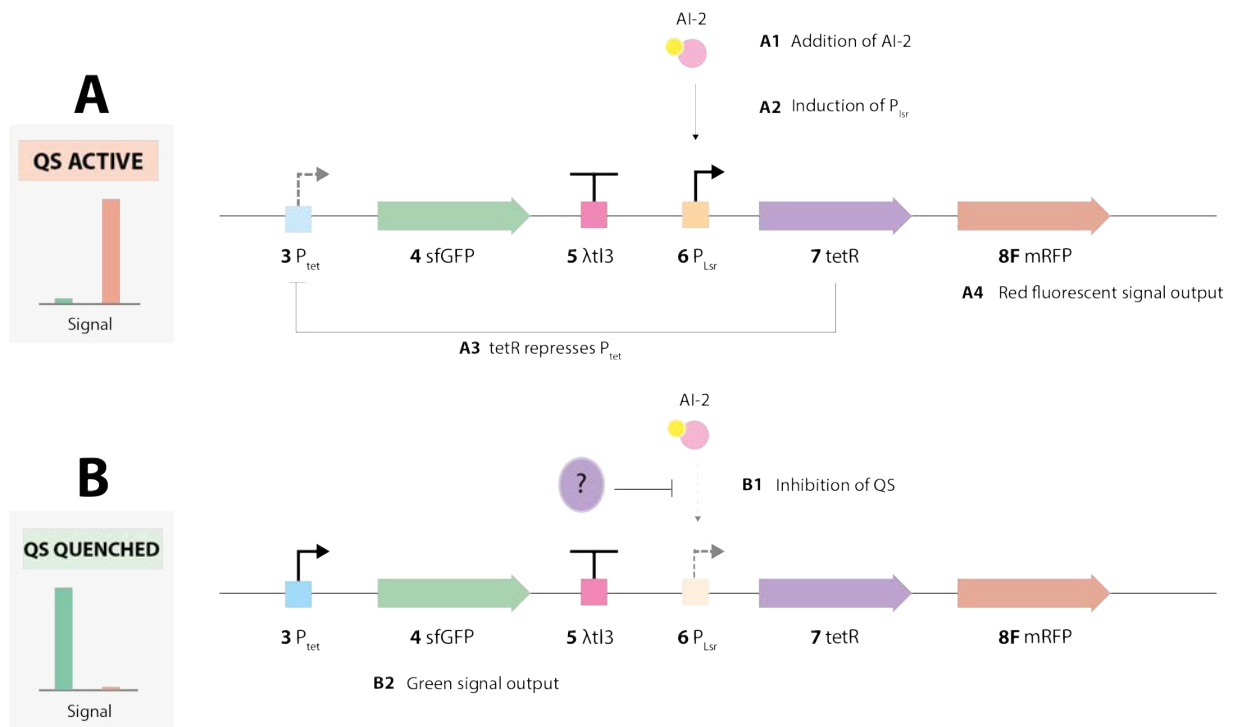 AI-2
A1 Addition of AI-2
A
A2 Induction of Plsr
QS ACTIVE
3 Ptet
4 sfGFP
5 λtl3
6 PLsr
7 tetR
8F mRFP
A4 Red fluorescent signal output
Signal
A3 tetR represses Ptet
AI-2
B
?
B1 Inhibition of QS
QS QUENCHED
3 Ptet
4 sfGFP
5 λtl3
6 PLsr
7 tetR
8F mRFP
B2 Green signal output
Signal